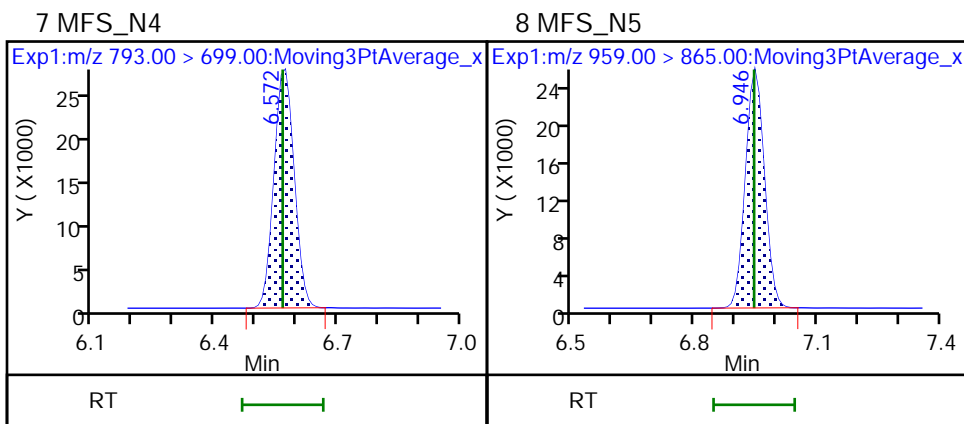 7 MFS_N4
Exp1:m/z 793.00 > 699.00:Moving3PtAverage_x
6.572
Y ( X1000)
25
20
15
10
5
0
6.1 6.4 6.7 7.0
Min
RT
8 MFS_N5
Exp1:m/z 959.00 > 865.00:Moving3PtAverage_x
6.946
Y ( X1000)
24
20
16
12
8
4
0
6.5 6.8 7.1 7.4
Min
RT